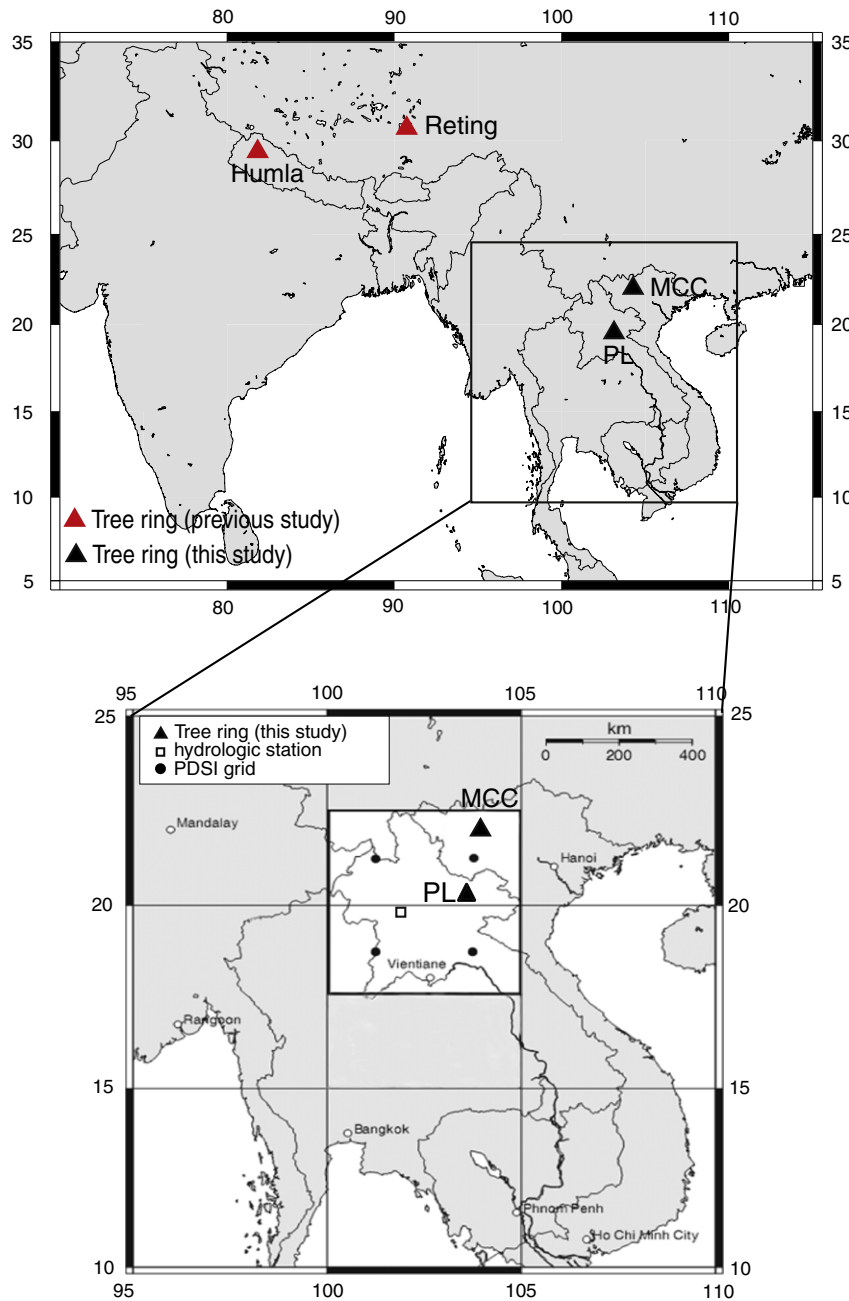 80 90 100 110
35 35
Reting
30 30
Humla
25 25
MCC
20 20
PL
15 15
10 10
Tree ring (previous study)
Tree ring (this study)
5 5
80 90 100 110
95 100 105 110
25 25
Tree ring (this study)
hydrologic station
PDSI grid
km
0 200 400
MCC
Mandalay
Hanoi
PL
20 20
Vientiane
Rangoon
15 15
Bangkok
Phnom Penh
Ho Chi Minh City
10 10
95 100 105 110